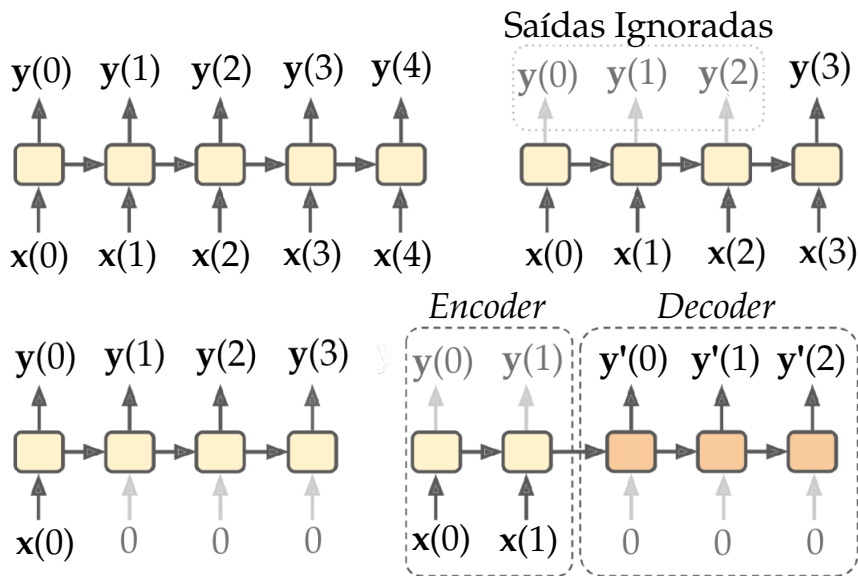 Saídas Ignoradas
y(0) y(1) y(2) y(3) y(4)
y(0) y(1) y(2) y(3)
x(0) x(1) x(2) x(3) x(4)
x(0) x(1) x(2) x(3)
Encoder Decoder
y(0) y(1) y(2) y(3)
y(0) y(1) y'(0) y'(1) y'(2)
x(0) 0 0 0
x(0) x(1) 0 0 0